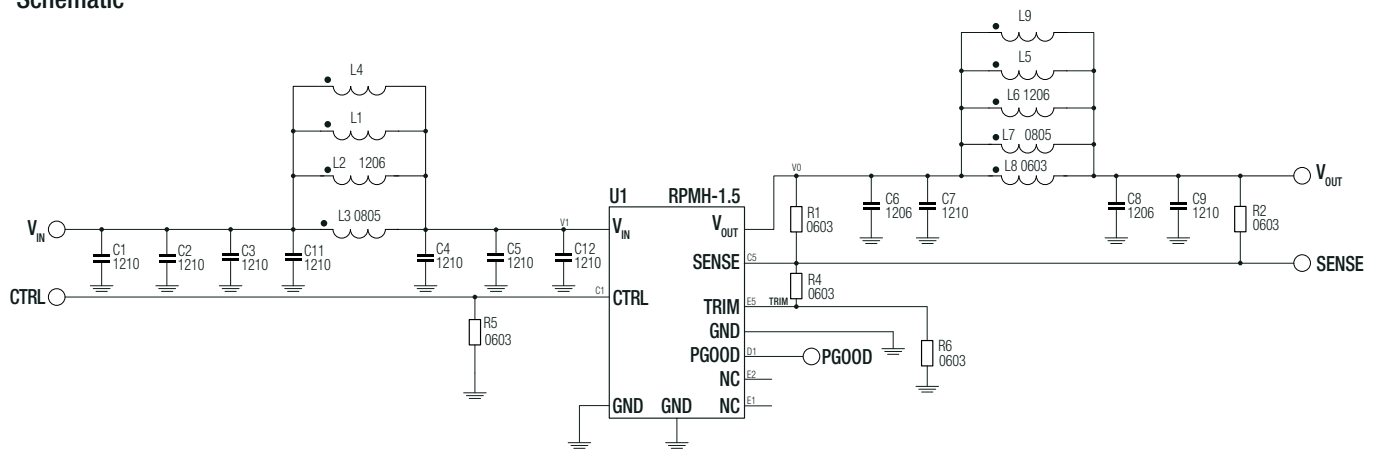 Schematic
L9
L5
L6 1206
L7 0805
L8 0603
L4
L1
L2 1206
L3 0805
V0
VOUT
U1 RPMH-1.5
C6
1206
C7
1210
C8
1206
C9
1210
R1
0603
R2
0603
VIN
V1
VIN
VOUT
C1
1210
C2
1210
C3
1210
C11
1210
C4
1210
C5
1210
C12
1210
SENSE
C5
SENSE
R4
0603
CTRL
C1
CTRL
TRIM
E5
TRIM
R5
0603
GND
PGOOD
D1
PGOOD
R6
0603
NC
E2
GND
GND
NC
E1